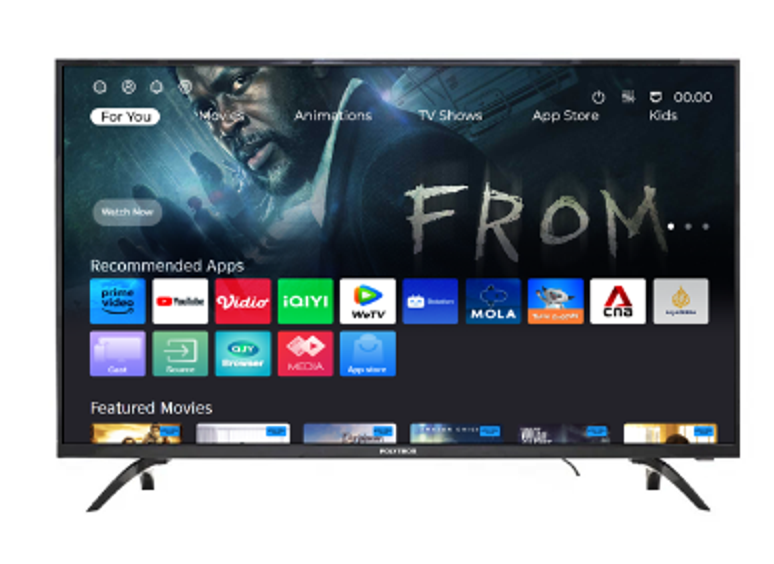 00.00
For You Movies Animations TV Shows App Store Kids
Watch Now
FROM
Recommended Apps
prime video YouTube Vidio iQIYI WeTV MOLA cna
Cast Source Browser MEDIA App store
Featured Movies
POLYTRON